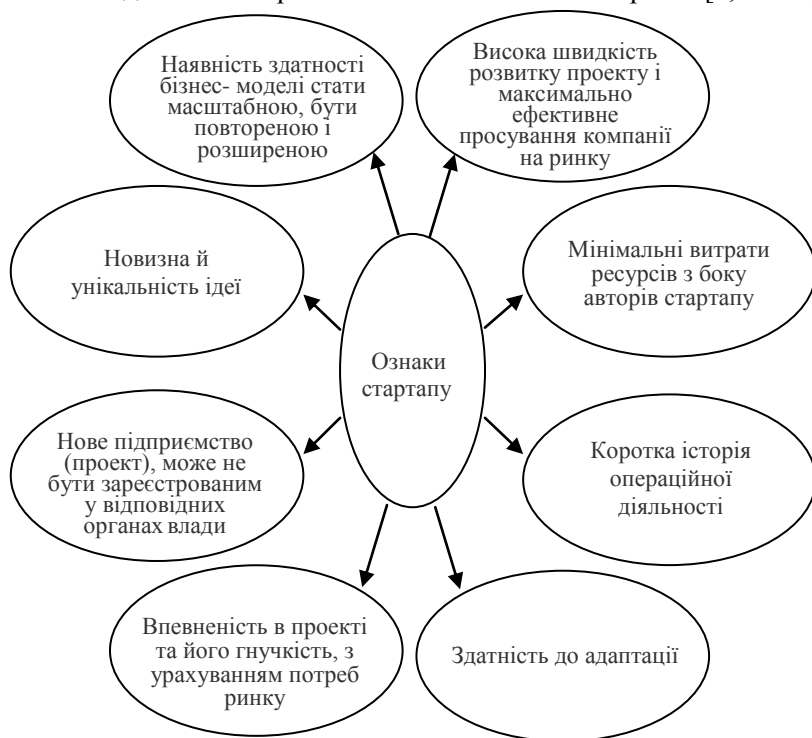 Наявність здатності
бізнес- моделі стати
масштабною, бути
повтореною і
розширеною
Висока швидкість
розвитку проекту і
максимально
ефективне
просування компанії
на ринку
Новизна й
унікальність ідеї
Мінімальні витрати
ресурсів з боку
авторів стартапу
Ознаки
стартапу
Нове підприємство
(проект), може не
бути зареєстрованим
у відповідних
органах влади
Коротка історія
операційної
діяльності
Впевненість в проекті
та його гнучкість, з
урахуванням потреб
ринку
Здатність до адаптації